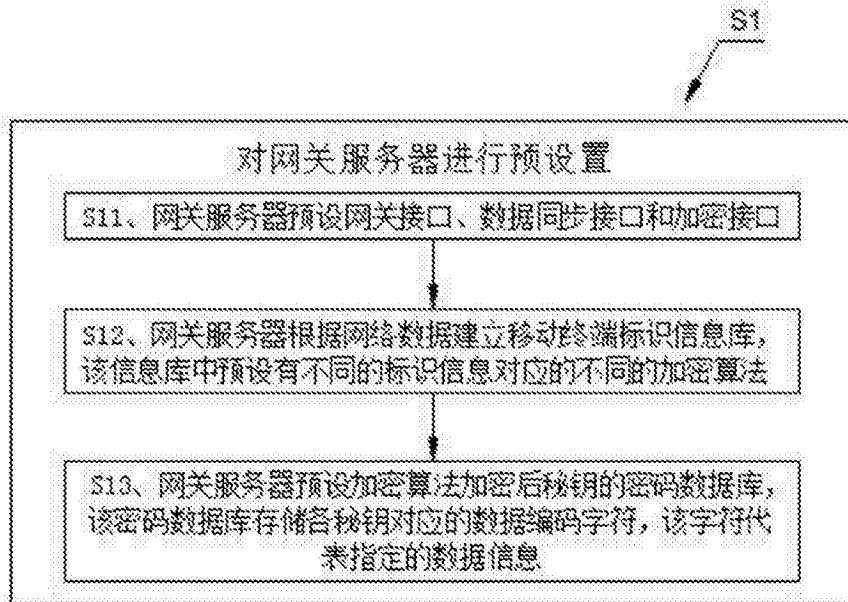 S1
对网关服务器进行预设置
S11、网关服务器预设网关接口、数据同步接口和加密接口
S12、网关服务器根据网络数据建立移动终端标识信息库，
该信息库中预设有不同的标识信息对应的不同的加密算法
S13、网关服务器预设加密算法加密后秘钥的密码数据库，
该密码数据库存储各秘钥对应的数据编码字符，该字符代
表指定的数据信息